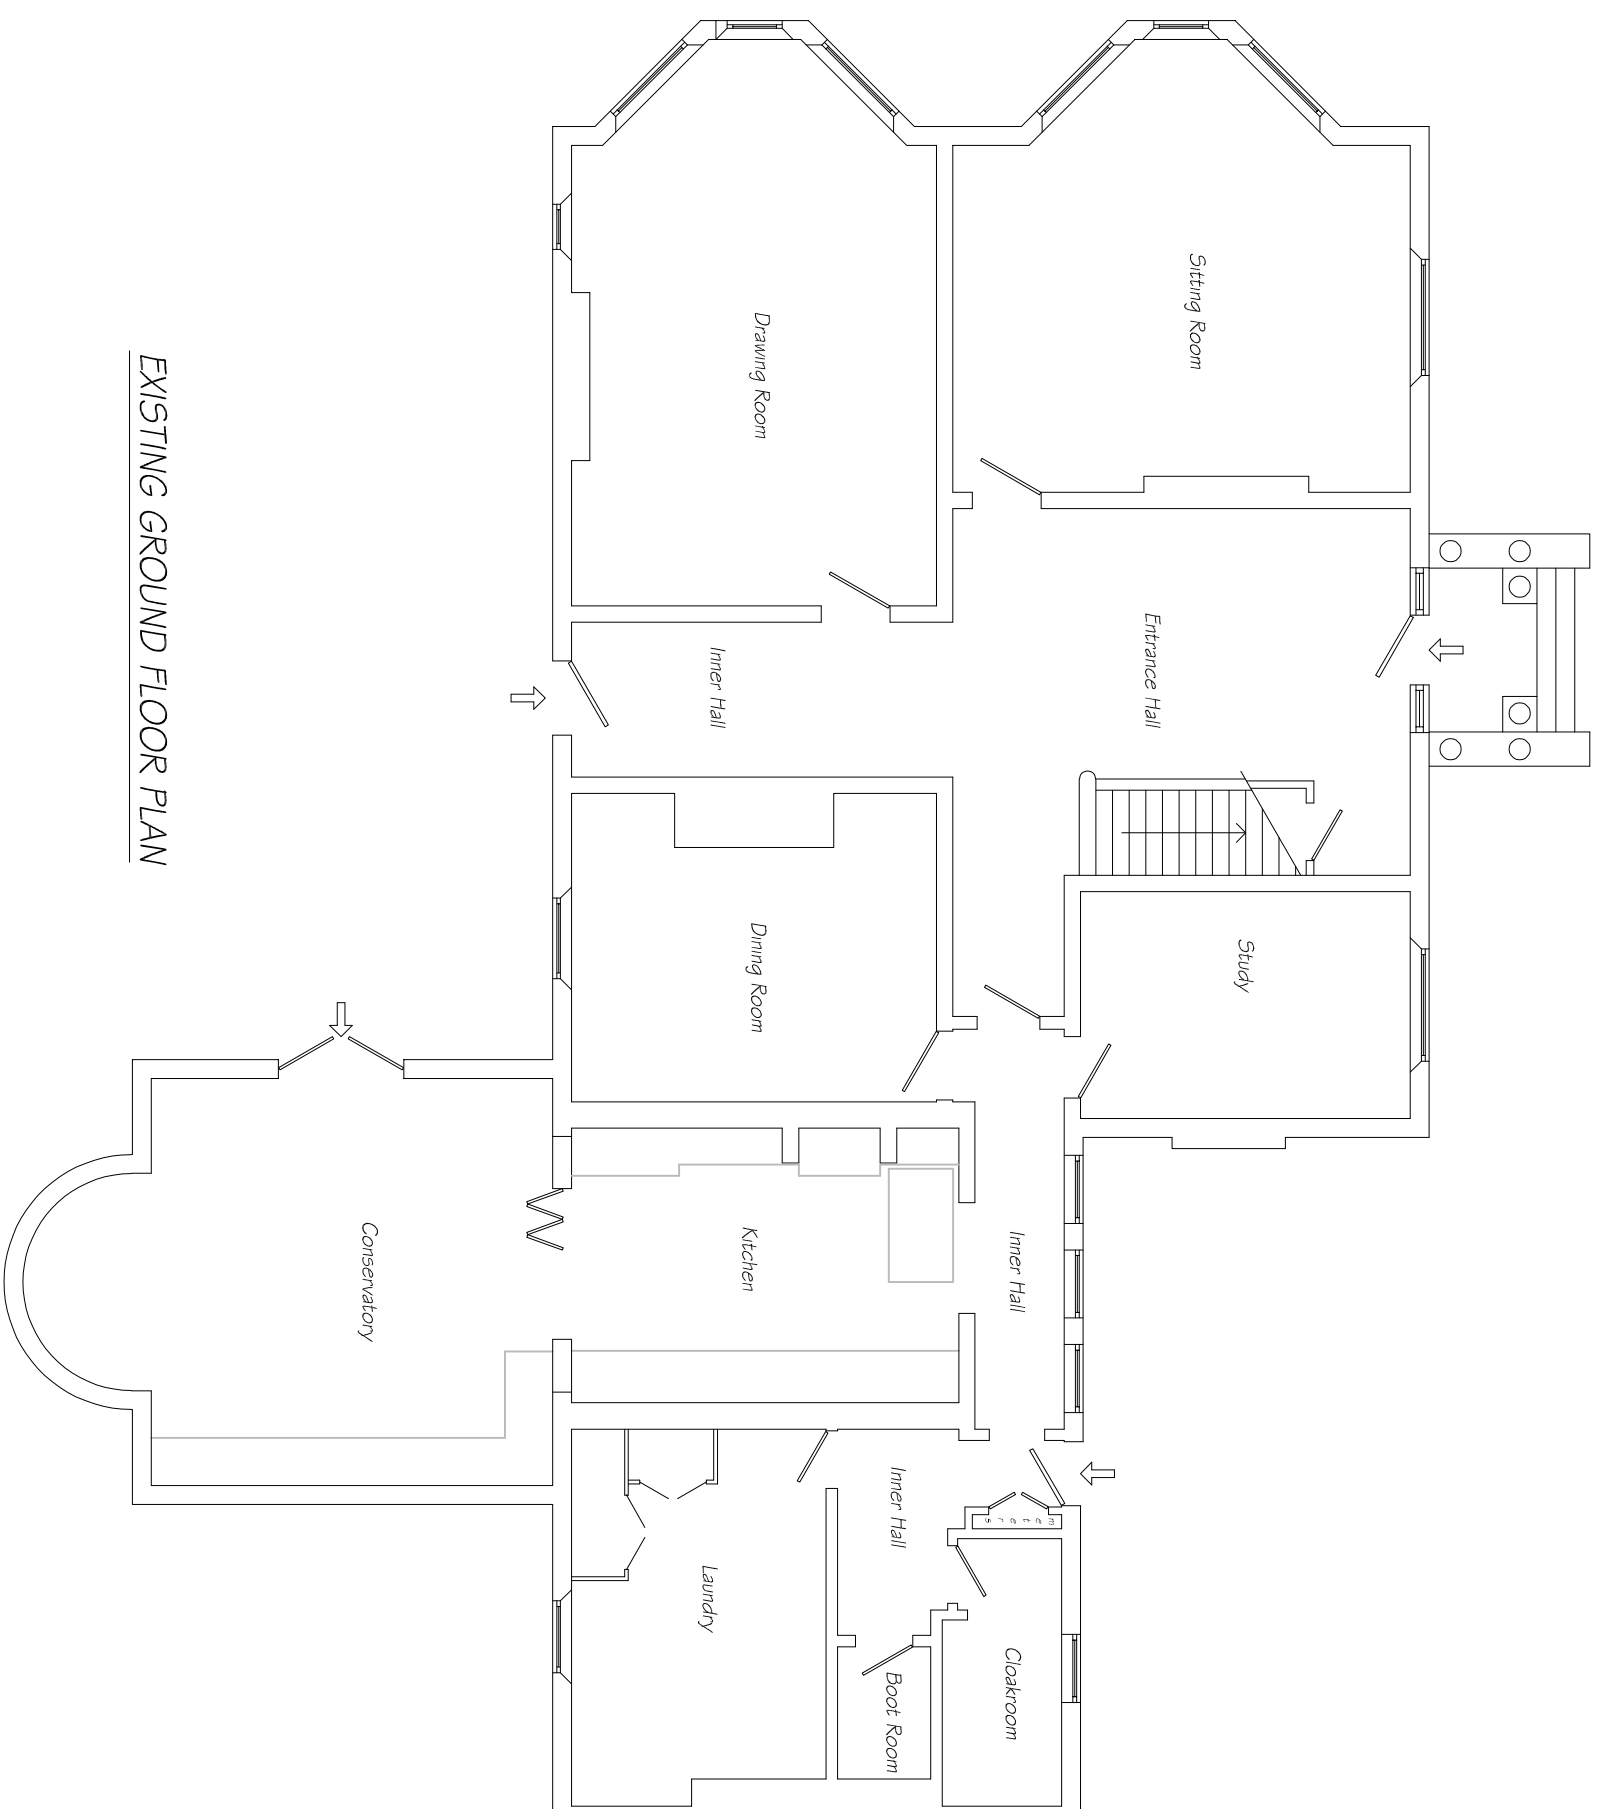 Sitting Room
Drawing Room
Entrance Hall
Inner Hall
Study
Dining Room
Inner Hall
Kitchen
Conservatory
Inner Hall
meters
Laundry
Cloakroom
Boot Room
EXISTING GROUND FLOOR PLAN